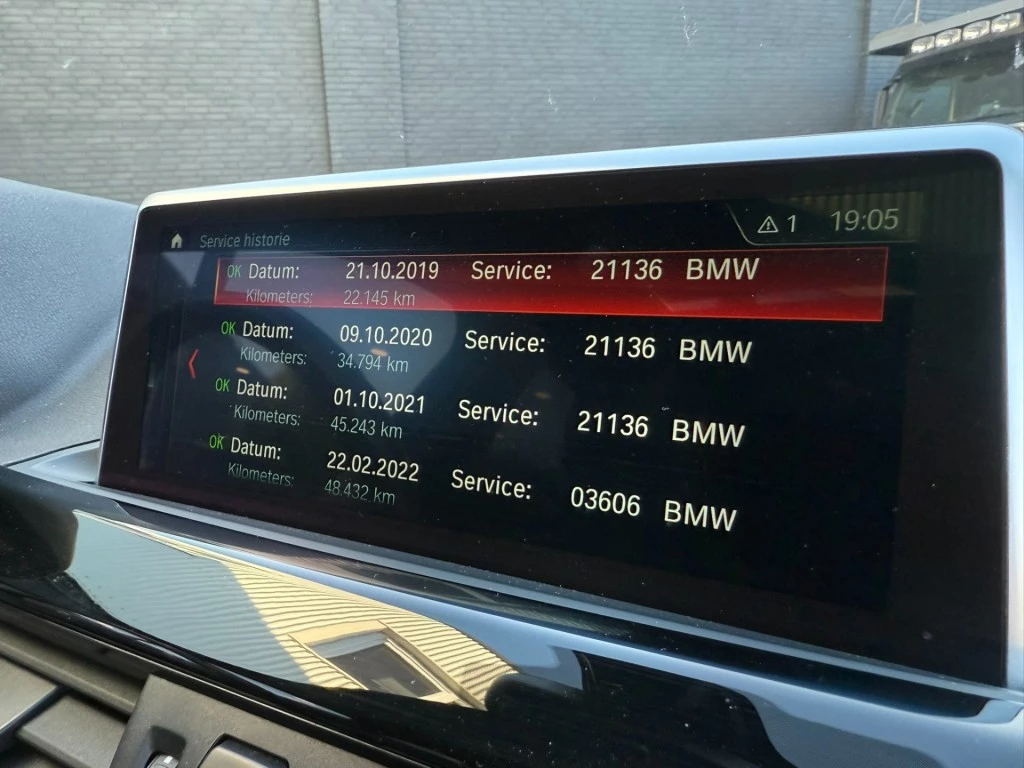 Service historie 1 19:05
OK Datum: 21.10.2019 Service: 21136 BMW
Kilometers: 22.145 km
OK Datum: 09.10.2020 Service: 21136 BMW
Kilometers: 34.794 km
OK Datum: 01.10.2021 Service: 21136 BMW
Kilometers: 45.243 km
OK Datum: 22.02.2022 Service: 03606 BMW
Kilometers: 48.432 km